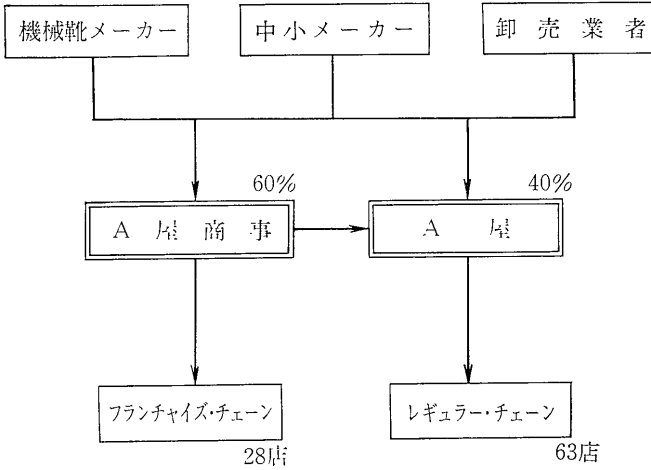 機械靴メーカー
中小メーカー
卸売業者
60%
40%
A屋商事
A屋
フランチャイズ・チェーン
レギュラー・チェーン
28店
63店